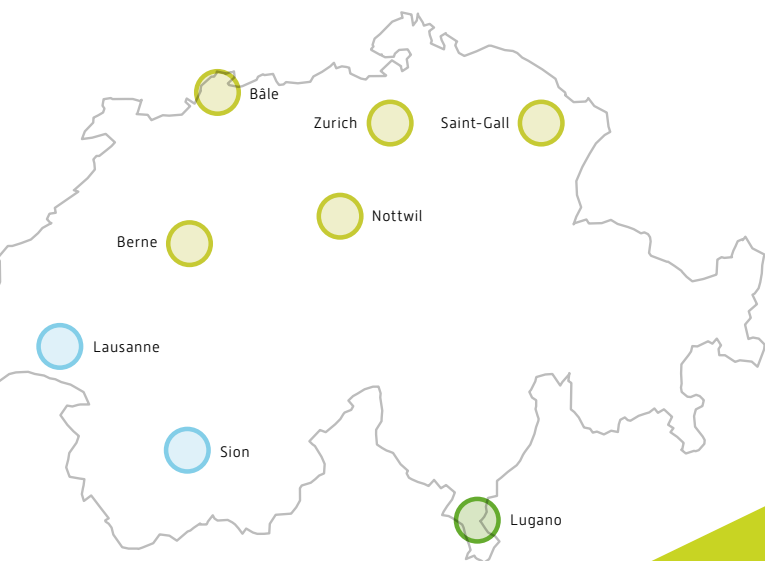 Bâle
Zurich
Saint-Gall
Nottwil
Berne
Lausanne
Sion
Lugano